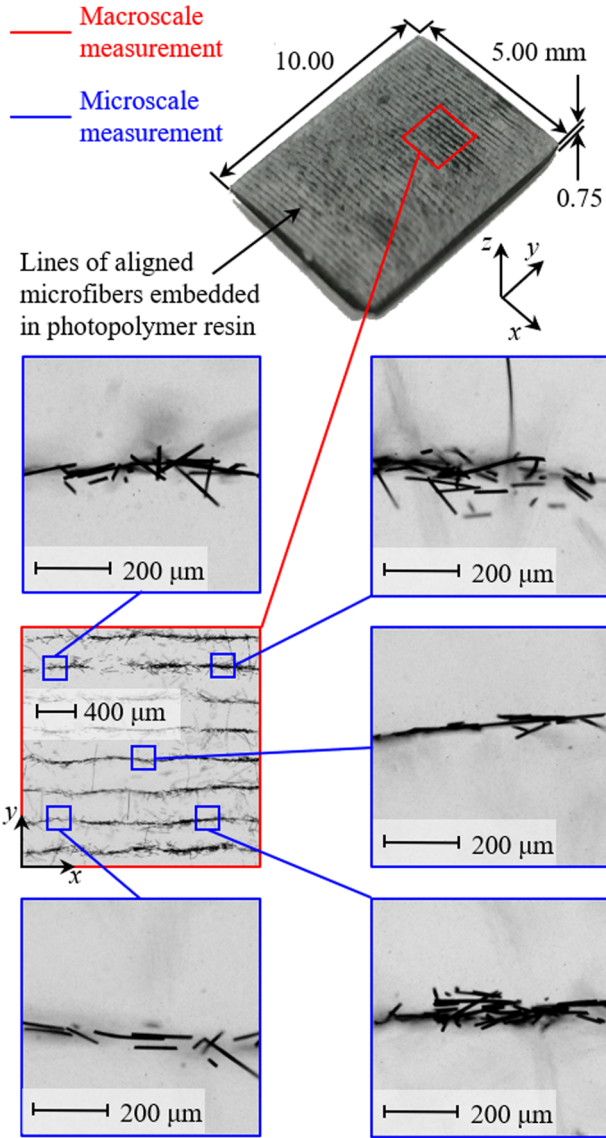 Macroscale
measurement
Microscale
measurement
10.00
5.00 mm
0.75
Lines of aligned
microfibers embedded
in photopolymer resin
z
y
x
200 μm
200 μm
400 μm
200 μm
y
x
200 μm
200 μm